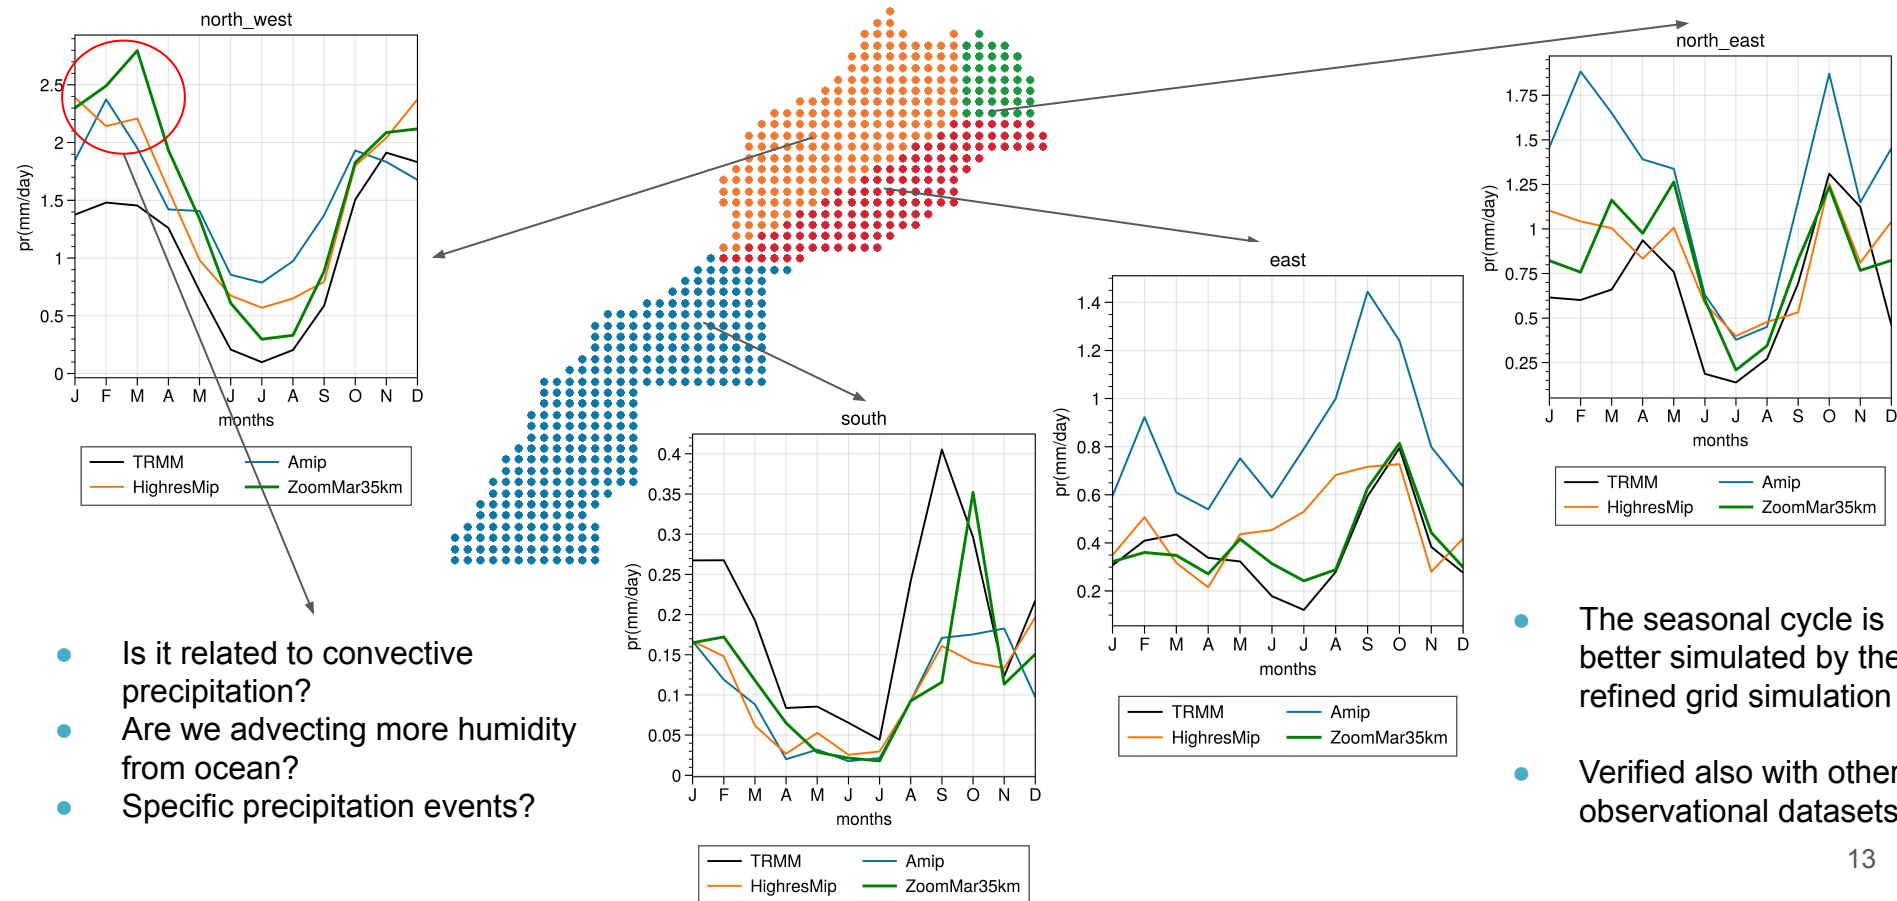 north_west
2.5
2
1.5
1
0.5
0
pr(mm/day)
J F M A M J J A S O N D
months
TRMM Amip
HighresMip ZoomMar35km
north_east
1.75
1.5
1.25
1
0.75
0.5
0.25
pr(mm/day)
J F M A M J J A S O N D
months
TRMM Amip
HighresMip ZoomMar35km
east
1.4
1.2
1
0.8
0.6
0.4
0.2
pr(mm/day)
J F M A M J J A S O N D
months
TRMM Amip
HighresMip ZoomMar35km
south
0.4
0.35
0.3
0.25
0.2
0.15
0.1
0.05
0
pr(mm/day)
J F M A M J J A S O N D
months
TRMM Amip
HighresMip ZoomMar35km
● Is it related to convective
precipitation?
● Are we advecting more humidity
from ocean?
● Specific precipitation events?
● The seasonal cycle is
better simulated by the
refined grid simulation
● Verified also with other
observational datasets
13